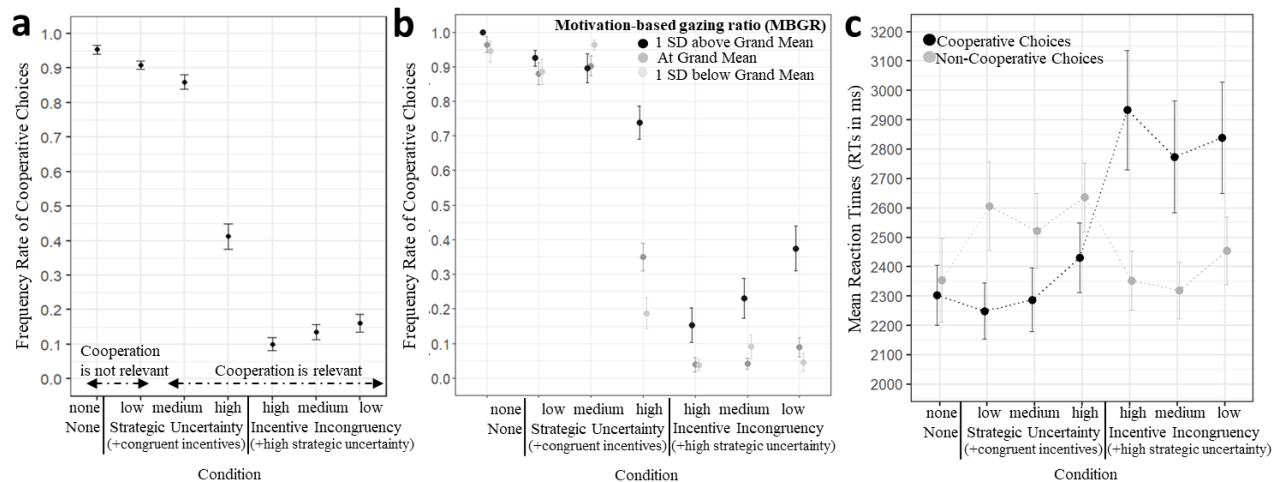 a
Frequency Rate of Cooperative Choices
1.0
0.9
0.8
0.7
0.6
0.5
0.4
0.3
0.2
0.1
0.0
Cooperation
is not relevant
Cooperation is relevant
none low medium high high medium low
None Strategic Uncertainty Incentive Incongruency
(+congruent incentives) (+high strategic uncertainty)
Condition
b
Frequency Rate of Cooperative Choices
1.0
0.9
0.8
0.7
0.6
0.5
0.4
0.3
0.2
0.1
0.0
Motivation-based gazing ratio (MBGR)
1 SD above Grand Mean
At Grand Mean
1 SD below Grand Mean
none low medium high high medium low
None Strategic Uncertainty Incentive Incongruency
(+congruent incentives) (+high strategic uncertainty)
Condition
c
Mean Reaction Times (RTs in ms)
3200
3100
3000
2900
2800
2700
2600
2500
2400
2300
2200
2100
2000
Cooperative Choices
Non-Cooperative Choices
none low medium high high medium low
None Strategic Uncertainty Incentive Incongruency
(+congruent incentives) (+high strategic uncertainty)
Condition